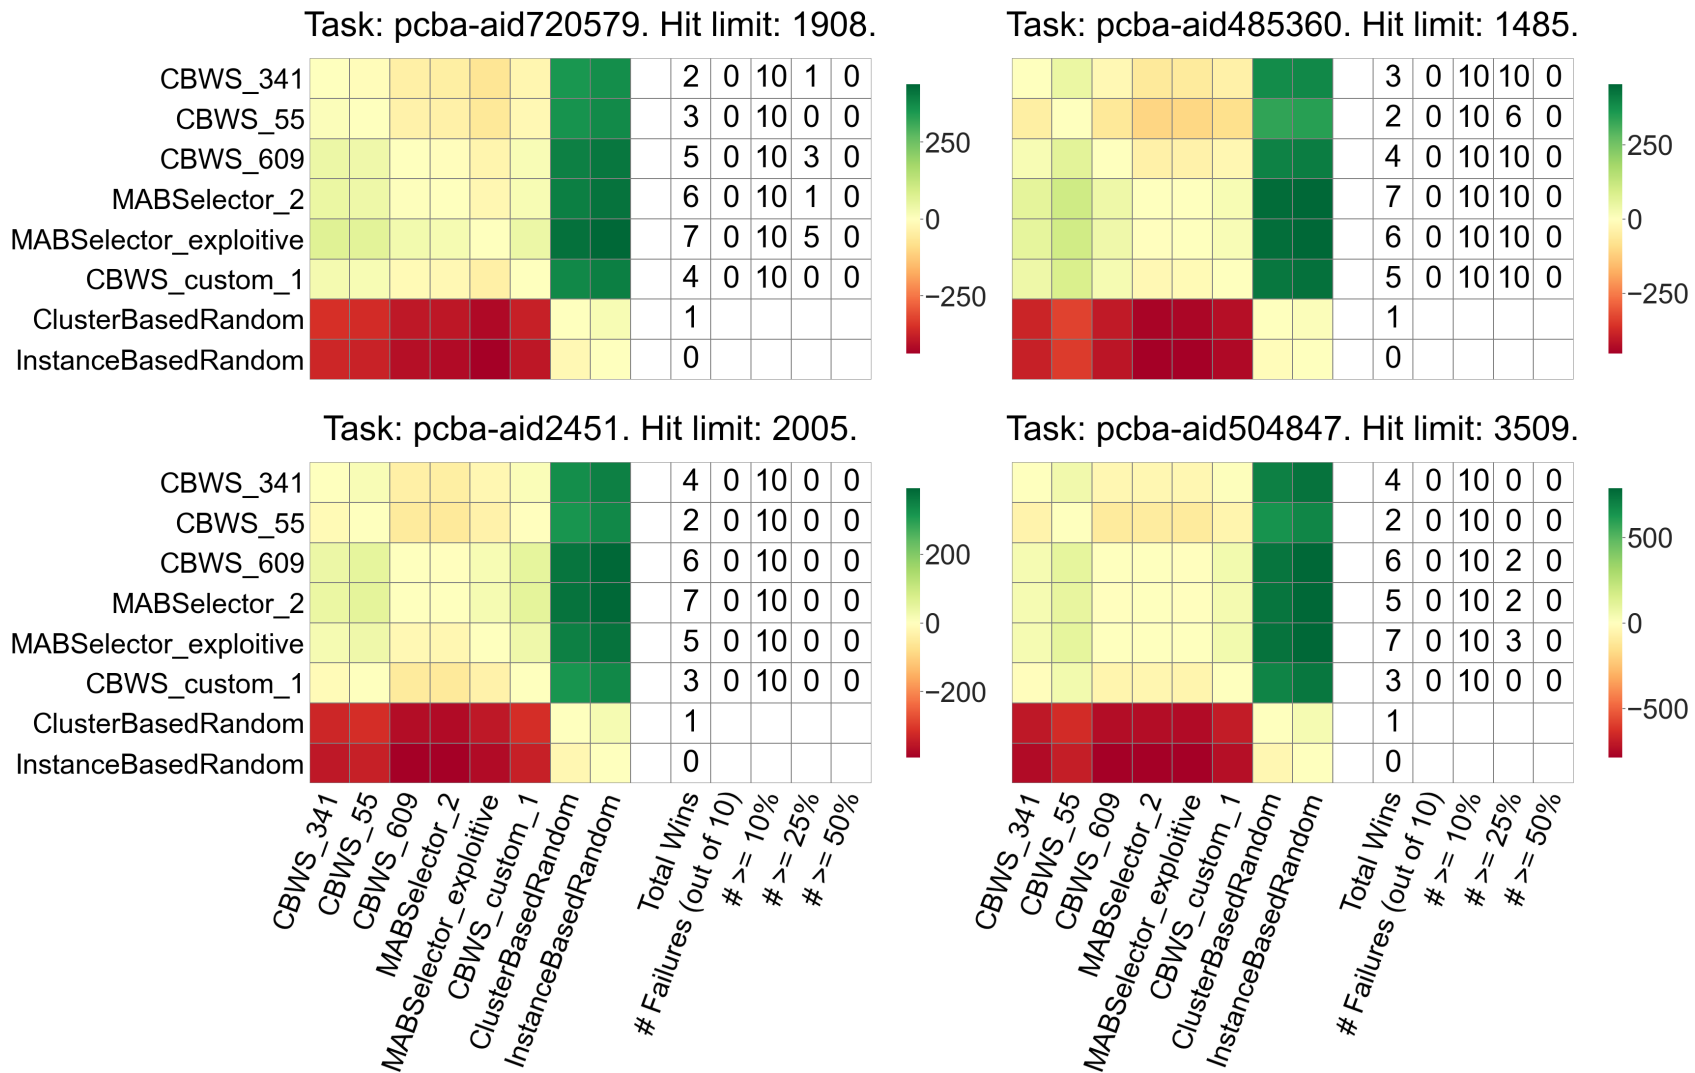 Task: pcba-aid720579. Hit limit: 1908.
CBWS_341 2 0 10 1 0
CBWS_55 3 0 10 0 0
CBWS_609 5 0 10 3 0
MABSelector_2 6 0 10 1 0
MABSelector_exploitive 7 0 10 5 0
CBWS_custom_1 4 0 10 0 0
ClusterBasedRandom 1
InstanceBasedRandom 0
250
0
−250
Task: pcba-aid485360. Hit limit: 1485.
3 0 10 10 0
2 0 10 6 0
4 0 10 10 0
7 0 10 10 0
6 0 10 10 0
5 0 10 10 0
1
0
250
0
−250
Task: pcba-aid2451. Hit limit: 2005.
CBWS_341 4 0 10 0 0
CBWS_55 2 0 10 0 0
CBWS_609 6 0 10 0 0
MABSelector_2 7 0 10 0 0
MABSelector_exploitive 5 0 10 0 0
CBWS_custom_1 3 0 10 0 0
ClusterBasedRandom 1
InstanceBasedRandom 0
200
0
−200
CBWS_341
CBWS_55
CBWS_609
MABSelector_2
MABSelector_exploitive
CBWS_custom_1
ClusterBasedRandom
InstanceBasedRandom
Total Wins
# Failures (out of 10)
# >= 10%
# >= 25%
# >= 50%
Task: pcba-aid504847. Hit limit: 3509.
4 0 10 0 0
2 0 10 0 0
6 0 10 2 0
5 0 10 2 0
7 0 10 3 0
3 0 10 0 0
1
0
500
0
−500
CBWS_341
CBWS_55
CBWS_609
MABSelector_2
MABSelector_exploitive
CBWS_custom_1
ClusterBasedRandom
InstanceBasedRandom
Total Wins
# Failures (out of 10)
# >= 10%
# >= 25%
# >= 50%